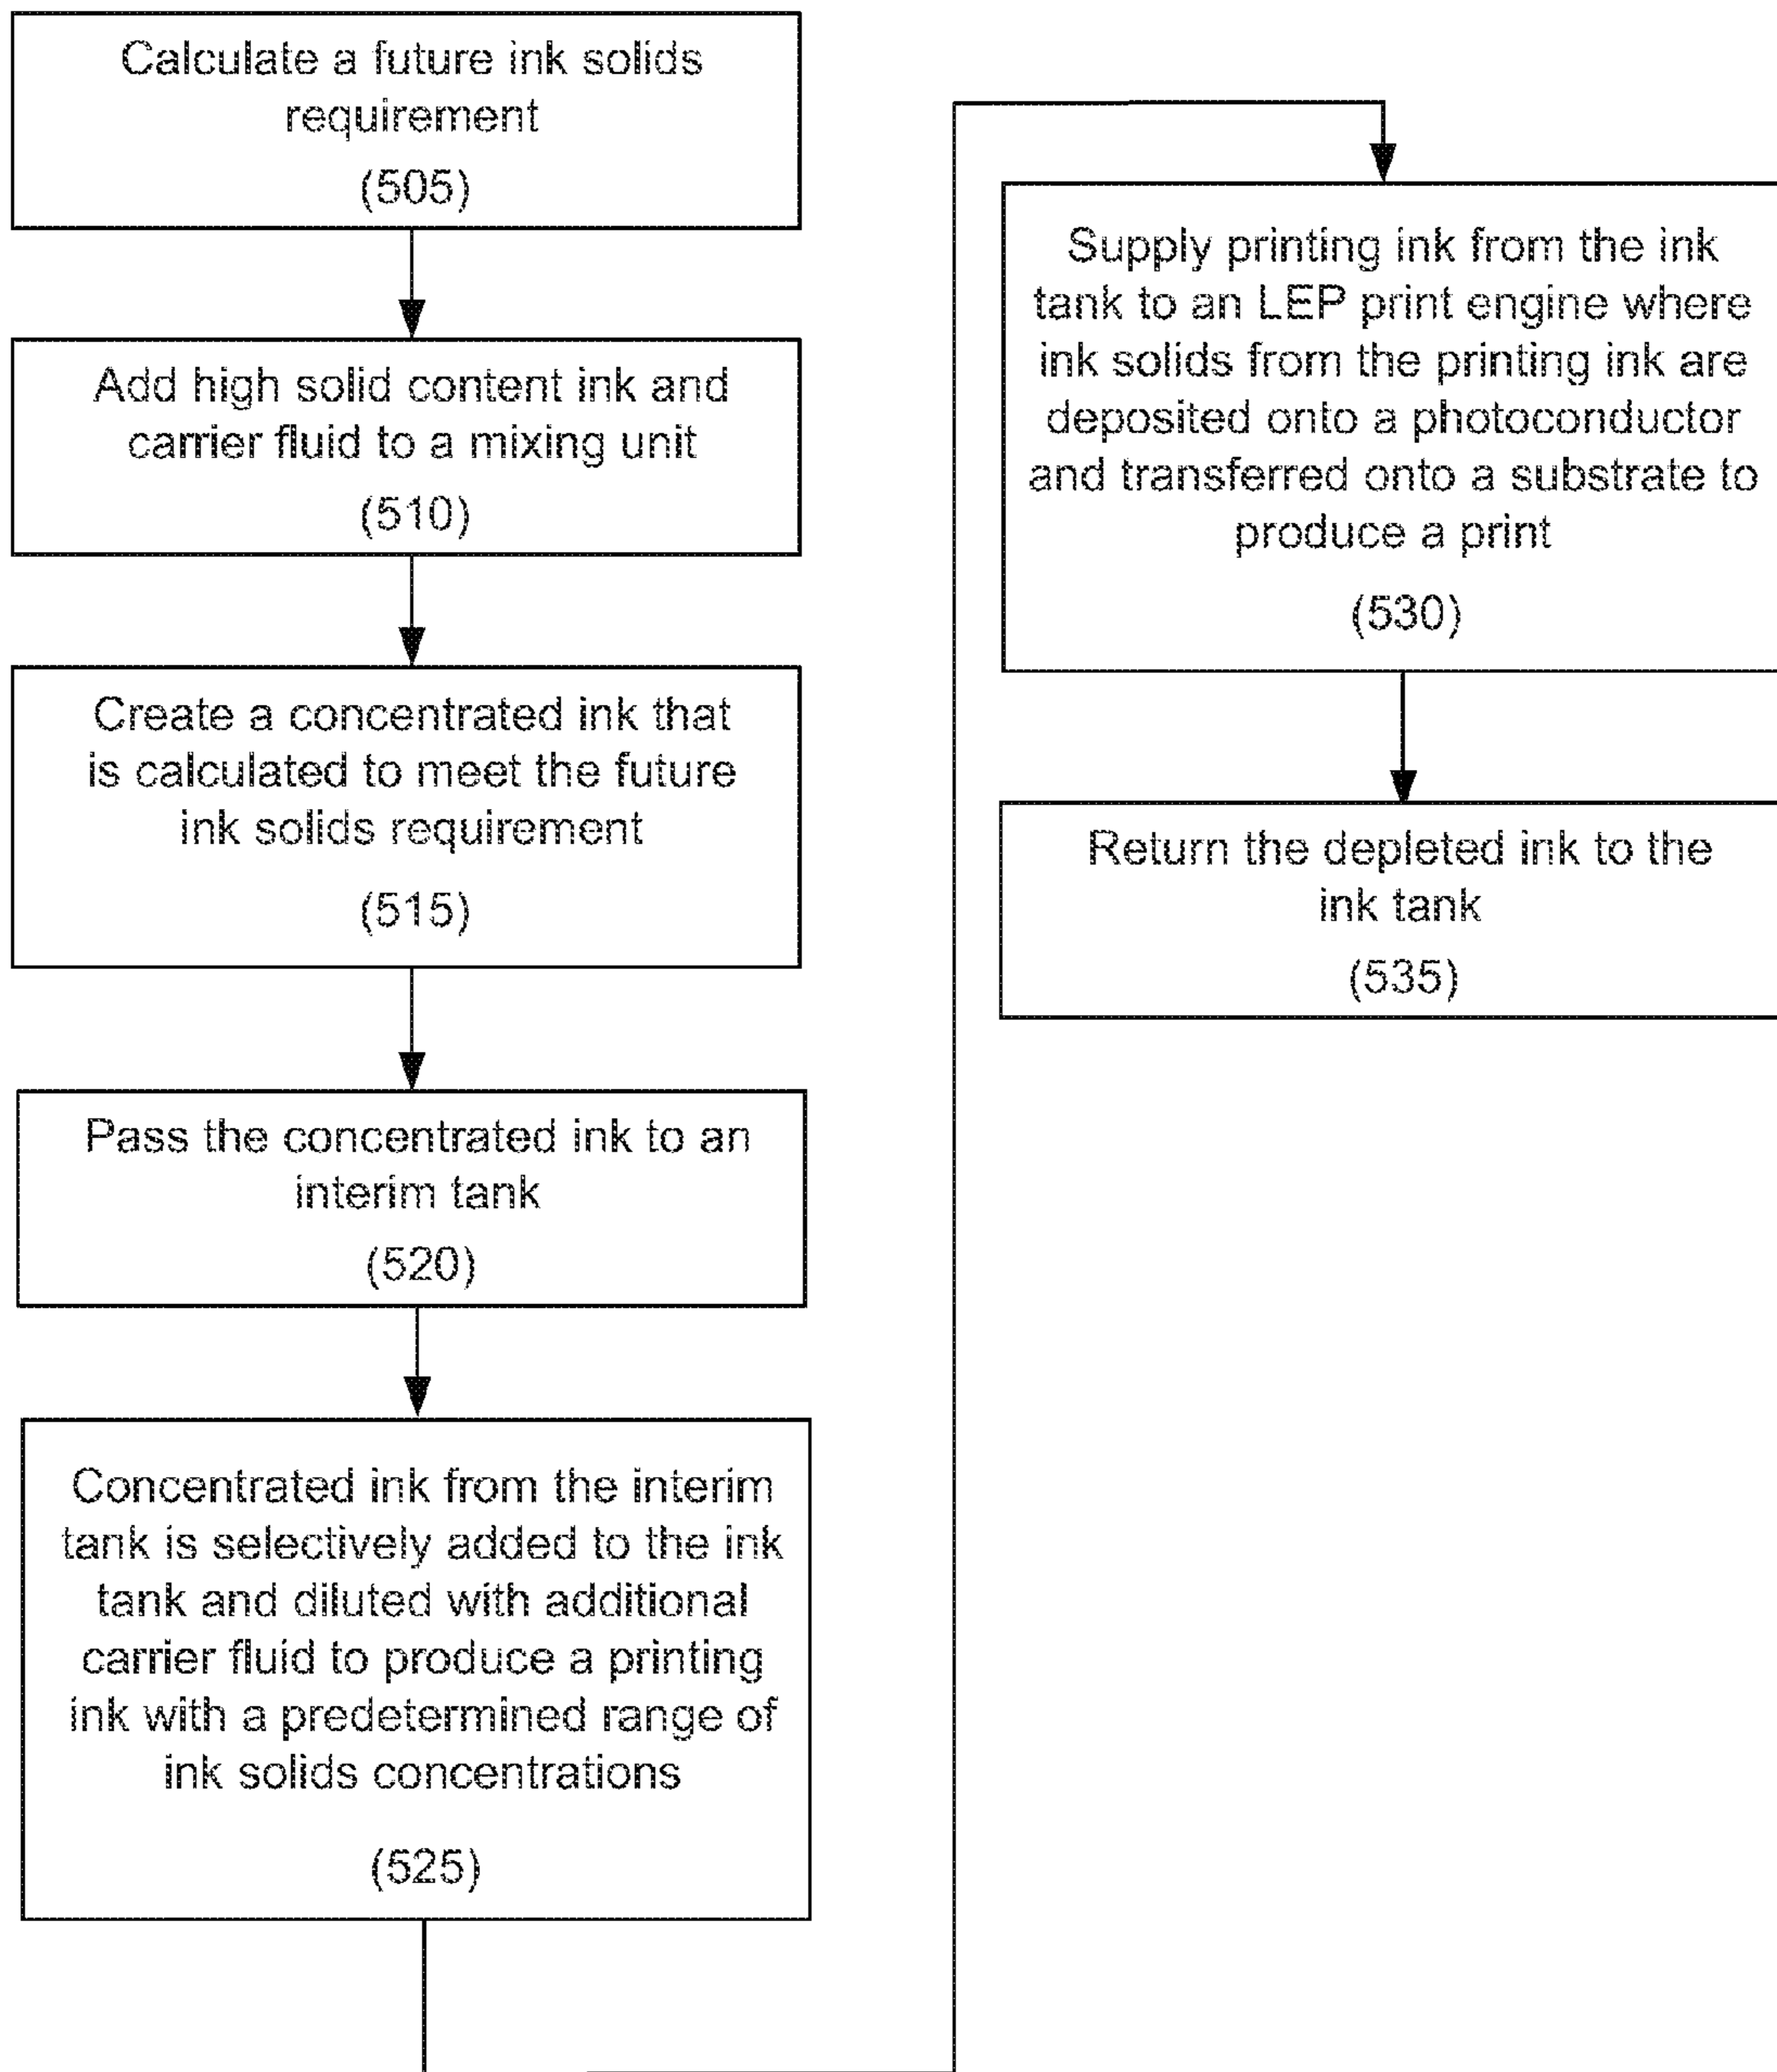 Calculate a future ink solids
requirement
(505)
Add high solid content ink and
carrier fluid to a mixing unit
(510)
Create a concentrated ink that
is calculated to meet the future
ink solids requirement
(515)
Pass the concentrated ink to an
interim tank
(520)
Concentrated ink from the interim
tank is selectively added to the ink
tank and diluted with additional
carrier fluid to produce a printing
ink with a predetermined range of
ink solids concentrations
(525)
Supply printing ink from the ink
tank to an LEP print engine where
ink solids from the printing ink are
deposited onto a photoconductor
and transferred onto a substrate to
produce a print
(530)
Return the depleted ink to the
ink tank
(535)